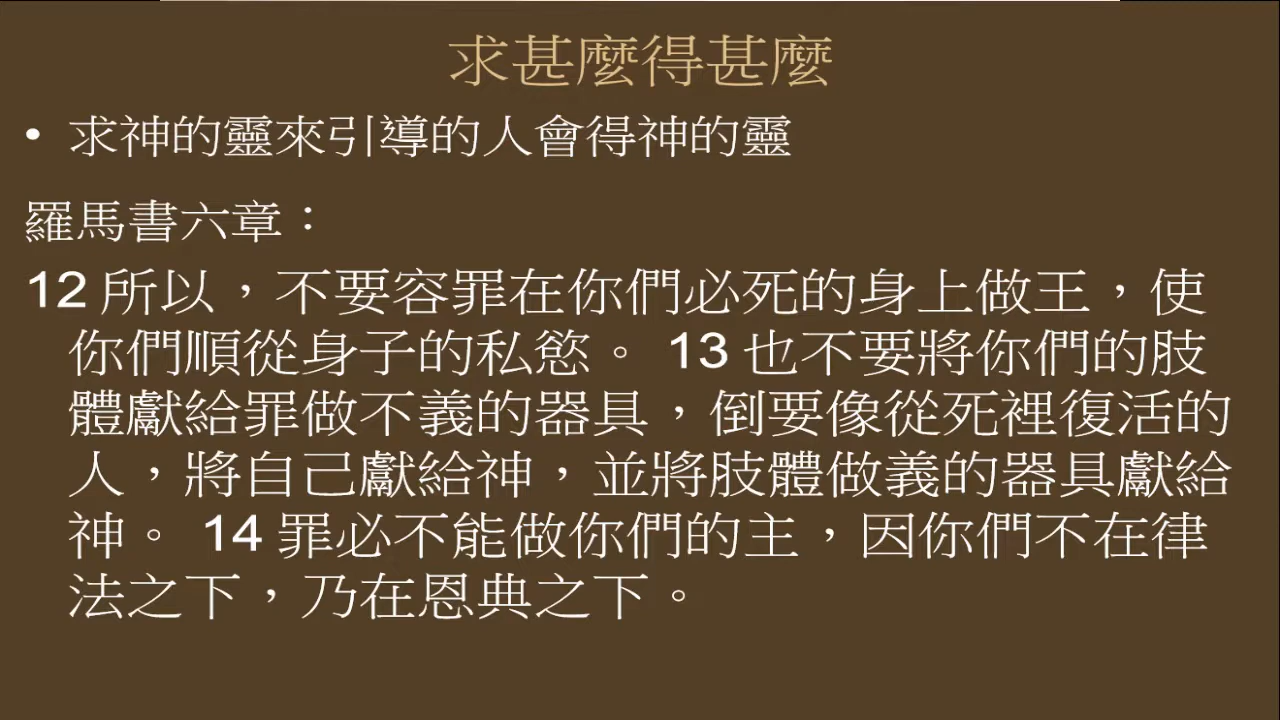 求甚麼得甚麼
• 求神的靈來引導的人會得神的靈
羅馬書六章：
12 所以，不要容罪在你們必死的身上做王，使
你們順從身子的私慾。 13 也不要將你們的肢
體獻給罪做不義的器具，倒要像從死裡復活的
人，將自己獻給神，並將肢體做義的器具獻給
神。 14 罪必不能做你們的主，因你們不在律
法之下，乃在恩典之下。